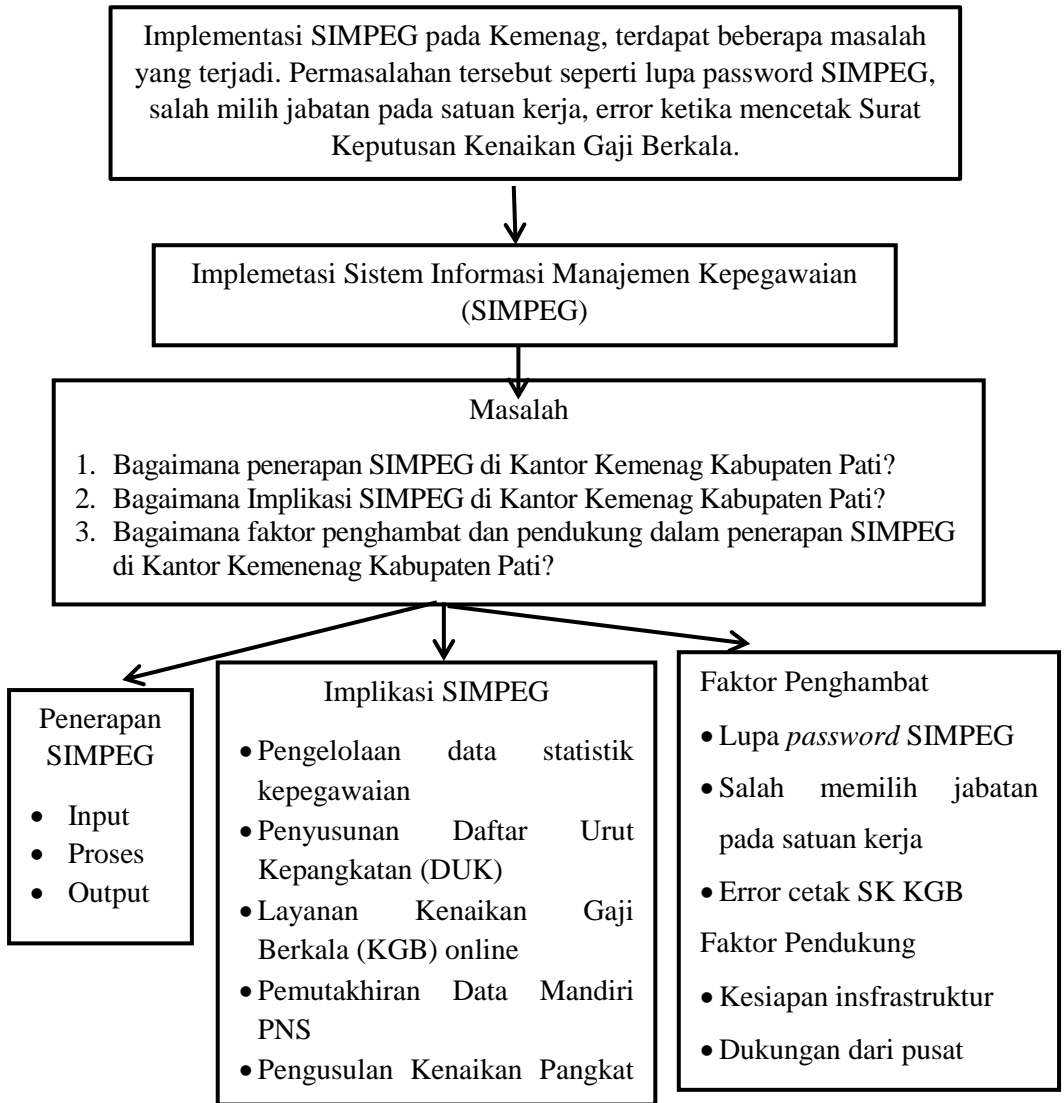 Implementasi SIMPEG pada Kemenag, terdapat beberapa masalah
yang terjadi. Permasalahan tersebut seperti lupa password SIMPEG,
salah milih jabatan pada satuan kerja, error ketika mencetak Surat
Keputusan Kenaikan Gaji Berkala.
Implemetasi Sistem Informasi Manajemen Kepegawaian
(SIMPEG)
Masalah
1. Bagaimana penerapan SIMPEG di Kantor Kemenag Kabupaten Pati?
2. Bagaimana Implikasi SIMPEG di Kantor Kemenag Kabupaten Pati?
3. Bagaimana faktor penghambat dan pendukung dalam penerapan SIMPEG
di Kantor Kemenenag Kabupaten Pati?
Penerapan
SIMPEG
• Input
• Proses
• Output
Implikasi SIMPEG
• Pengelolaan data statistik
kepegawaian
• Penyusunan Daftar Urut
Kepangkatan (DUK)
• Layanan Kenaikan Gaji
Berkala (KGB) online
• Pemutakhiran Data Mandiri
PNS
• Pengusulan Kenaikan Pangkat
Faktor Penghambat
• Lupa password SIMPEG
• Salah memilih jabatan
pada satuan kerja
• Error cetak SK KGB
Faktor Pendukung
• Kesiapan insfrastruktur
• Dukungan dari pusat